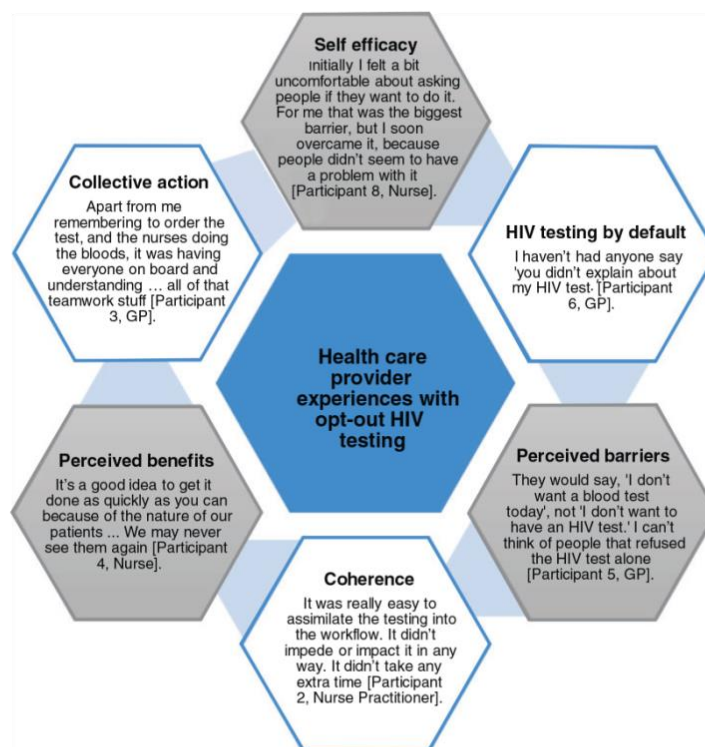 Self efficacy
Initially I felt a bit
uncomfortable about asking
people if they want to do it.
For me that was the biggest
barrier, but I soon
overcame it, because
people didn't seem to have
a problem with it
[Participant 8, Nurse].
Collective action
Apart from me
remembering to order the
test, and the nurses doing
the bloods, it was having
everyone on board and
understanding ... all of that
teamwork stuff [Participant
3, GP].
HIV testing by default
I haven't had anyone say
'you didn't explain about
my HIV test. [Participant
6, GP].
Health care
provider
experiences with
opt-out HIV
testing
Perceived benefits
It's a good idea to get it
done as quickly as you can
because of the nature of our
patients ... We may never
see them again [Participant
4, Nurse].
Perceived barriers
They would say, 'I don't
want a blood test
today', not 'I don't want to
have an HIV test.' I can't
think of people that refused
the HIV test alone
[Participant 5, GP].
Coherence
It was really easy to
assimilate the testing into
the workflow. It didn't
impede or impact it in any
way. It didn't take any
extra time [Participant
2, Nurse Practitioner].